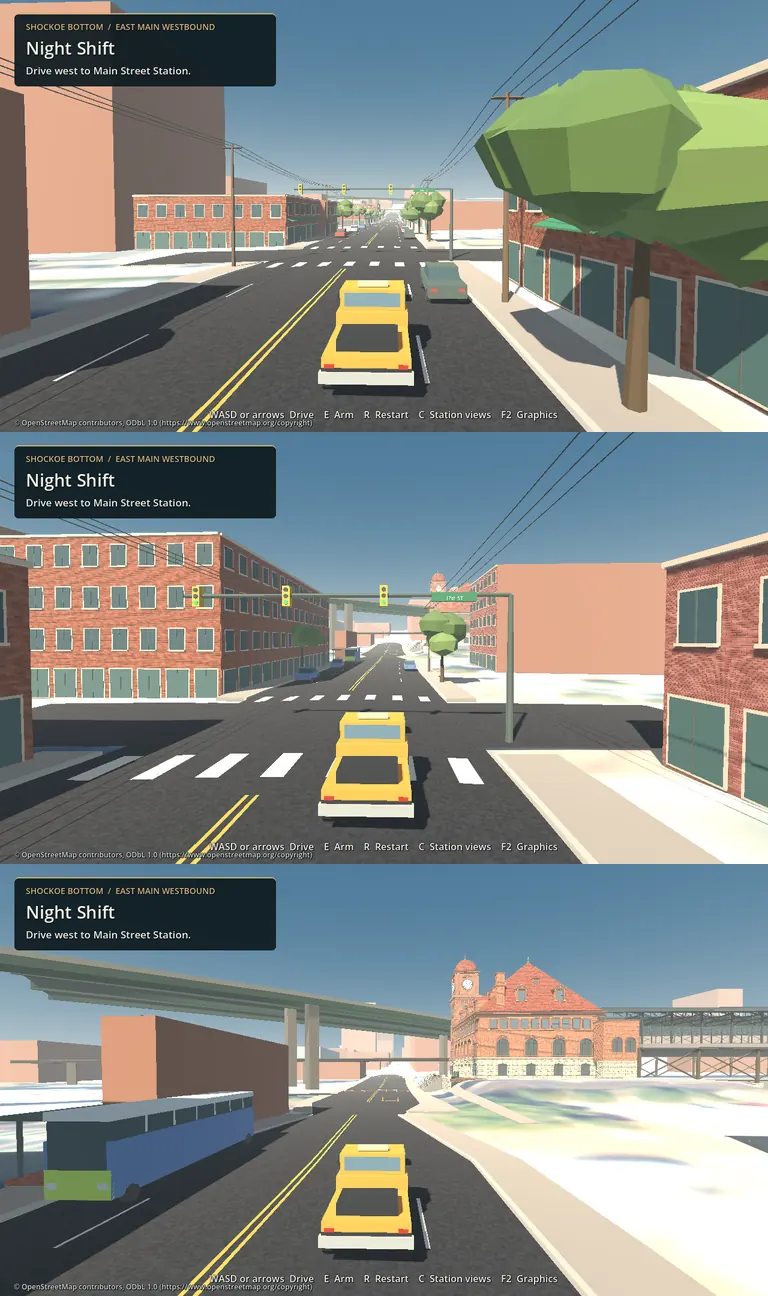 SHOCKOE BOTTOM / EAST MAIN WESTBOUND
Night Shift
Drive west to Main Street Station.
WASD or arrows Drive E Arm R Restart C Station views F2 Graphics
© OpenStreetMap contributors, ODbL 1.0 (https://www.openstreetmap.org/copyright)
SHOCKOE BOTTOM / EAST MAIN WESTBOUND
Night Shift
Drive west to Main Street Station.
17th ST
WASD or arrows Drive E Arm R Restart C Station views F2 Graphics
© OpenStreetMap contributors, ODbL 1.0 (https://www.openstreetmap.org/copyright)
SHOCKOE BOTTOM / EAST MAIN WESTBOUND
Night Shift
Drive west to Main Street Station.
WASD or arrows Drive E Arm R Restart C Station views F2 Graphics
© OpenStreetMap contributors, ODbL 1.0 (https://www.openstreetmap.org/copyright)